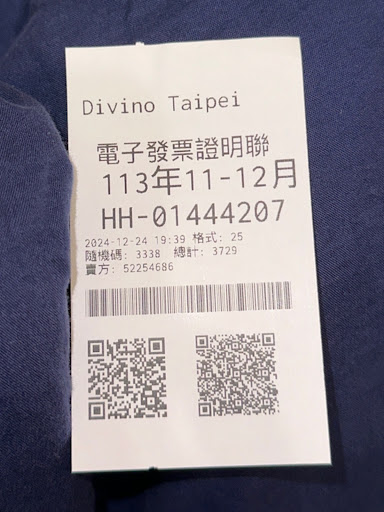 Divino Taipei
電子發票證明聯
113年11-12月
HH-01444207
2024-12-24 19:39 格式: 25
隨機碼: 3338 總計: 3729
賣方: 52254686